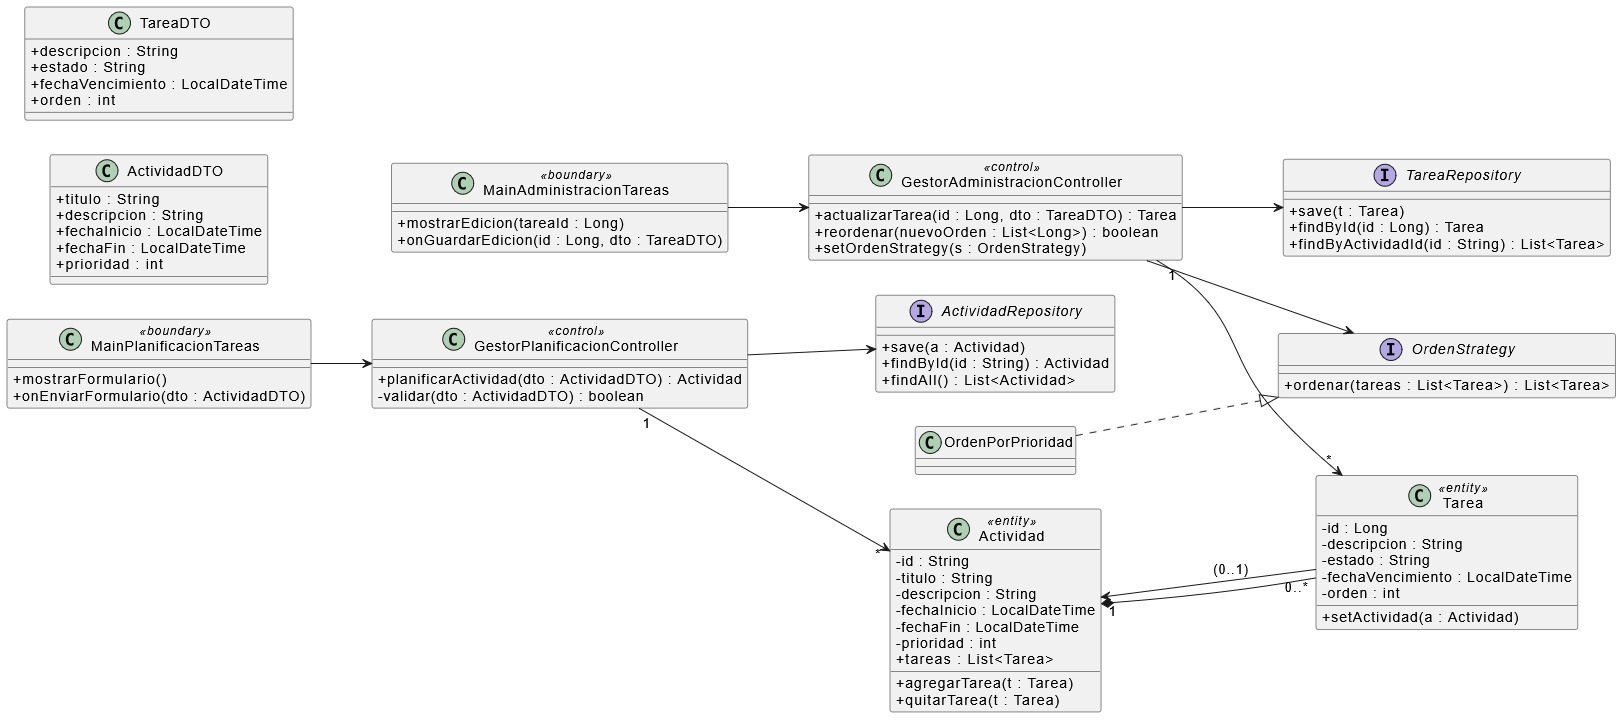 C TareaDTO
+descripcion : String
+estado : String
+fechaVencimiento : LocalDateTime
+orden : int
C ActividadDTO
+titulo : String
+descripcion : String
+fechaInicio : LocalDateTime
+fechaFin : LocalDateTime
+prioridad : int
«boundary»
C MainAdministracionTareas
+mostrarEdicion(tareaId : Long)
+onGuardarEdicion(id : Long, dto : TareaDTO)
«control»
C GestorAdministracionController
+actualizarTarea(id : Long, dto : TareaDTO) : Tarea
+reordenar(nuevoOrden : List<Long>) : boolean
+setOrdenStrategy(s : OrdenStrategy)
1
I TareaRepository
+save(t : Tarea)
+findById(id : Long) : Tarea
+findByActividadId(id : String) : List<Tarea>
«boundary»
C MainPlanificacionTareas
+mostrarFormulario()
+onEnviarFormulario(dto : ActividadDTO)
«control»
C GestorPlanificacionController
+planificarActividad(dto : ActividadDTO) : Actividad
-validar(dto : ActividadDTO) : boolean
1
I ActividadRepository
+save(a : Actividad)
+findById(id : String) : Actividad
+findAll() : List<Actividad>
I OrdenStrategy
+ordenar(tareas : List<Tarea>) : List<Tarea>
C OrdenPorPrioridad
*
«entity»
C Actividad
-id : String
-titulo : String
-descripcion : String
-fechaInicio : LocalDateTime
-fechaFin : LocalDateTime
-prioridad : int
+tareas : List<Tarea>
+agregarTarea(t : Tarea)
+quitarTarea(t : Tarea)
(0..1)
0..*
1
*
«entity»
C Tarea
-id : Long
-descripcion : String
-estado : String
-fechaVencimiento : LocalDateTime
-orden : int
+setActividad(a : Actividad)